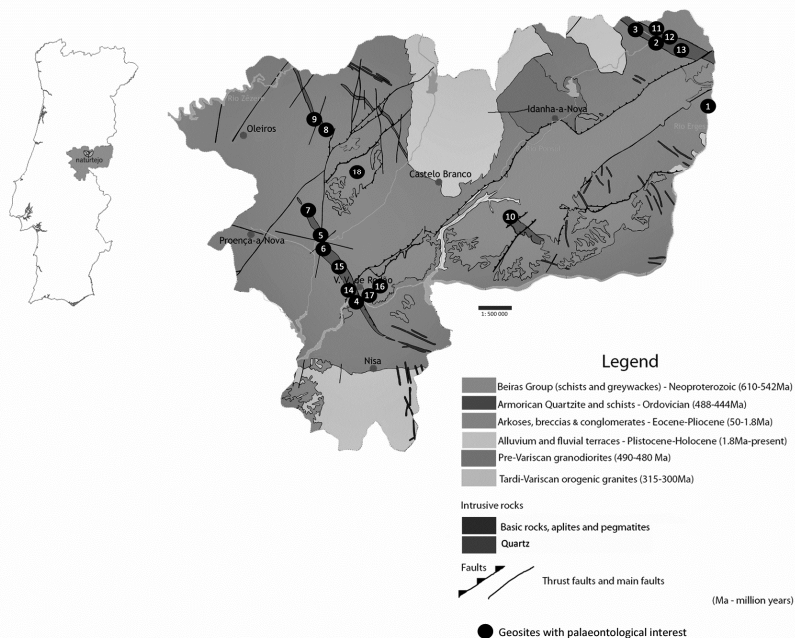 naturtejo
3
11
12
2
13
1
Rio Zêzere
9
8
Oleiros
Idanha-a-Nova
18
Castelo Branco
7
10
5
Proença-a-Nova
6
15
V. V. de Rodão
16
14
17
4
1: 500 000
Nisa
Legend
Beiras Group (schists and greywackes) - Neoproterozoic (610-542Ma)
Armorican Quartzite and schists - Ordovician (488-444Ma)
Arkoses, breccias & conglomerates - Eocene-Pliocene (50-1.8Ma)
Alluvium and fluvial terraces - Plistocene-Holocene (1.8Ma-present)
Pre-Variscan granodiorites (490-480 Ma)
Tardi-Variscan orogenic granites (315-300Ma)
Intrusive rocks
Basic rocks, aplites and pegmatites
Quartz
Faults
Thrust faults and main faults
(Ma - million years)
Geosites with palaeontological interest